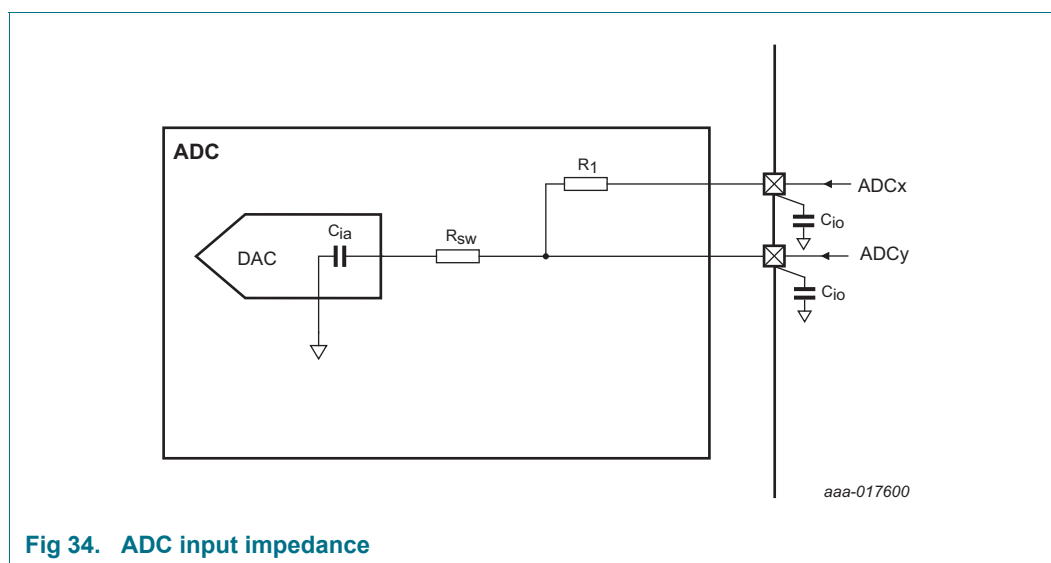 ADC
R1
ADCx
Cia
Rsw
Cio
DAC
ADCy
Cio
aaa-017600
Fig 34. ADC input impedance